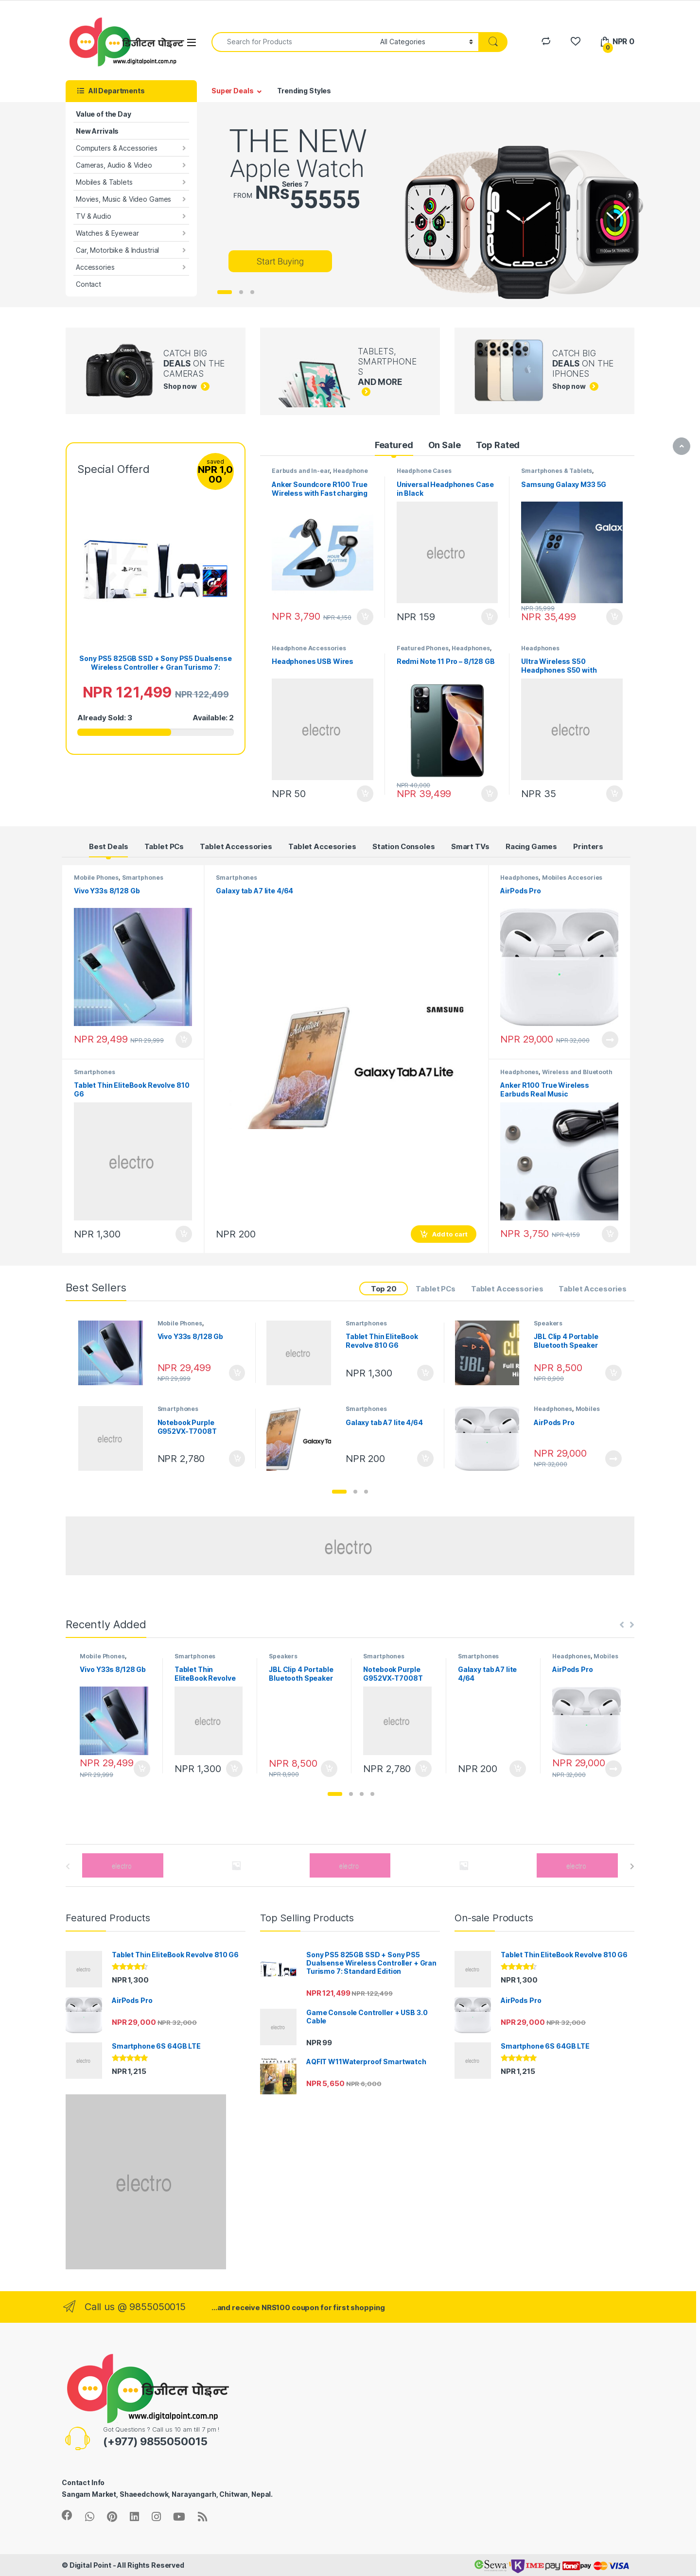 डिजीटल पोइन्ट
www.digitalpoint.com.np
Search for Products
All Categories
NPR 0
0
All Departments
Super Deals
Trending Styles
Value of the Day
New Arrivals
Computers & Accessories
Cameras, Audio & Video
Mobiles & Tablets
Movies, Music & Video Games
TV & Audio
Watches & Eyewear
Car, Motorbike & Industrial
Accessories
Contact
THE NEW
Apple Watch
Series 7
FROM NRs 55555
Start Buying
CATCH BIG
DEALS ON THE
CAMERAS
Shop now
TABLETS,
SMARTPHONE
S
AND MORE
CATCH BIG
DEALS ON THE
IPHONES
Shop now
Special Offerd
saved
NPR 1,0
00
Sony PS5 825GB SSD + Sony PS5 Dualsense
Wireless Controller + Gran Turismo 7:
NPR 121,499 NPR 122,499
Already Sold: 3
Available: 2
Featured
On Sale
Top Rated
Earbuds and In-ear, Headphone
Anker Soundcore R100 True
Wireless with Fast charging
25
NPR 3,790 NPR 4,150
Headphone Cases
Universal Headphones Case
in Black
electro
NPR 159
Smartphones & Tablets,
Samsung Galaxy M33 5G
Galax
NPR 35,999
NPR 35,499
Headphone Accessories
Headphones USB Wires
electro
NPR 50
Featured Phones, Headphones,
Redmi Note 11 Pro – 8/128 GB
NPR 40,000
NPR 39,499
Headphones
Ultra Wireless S50
Headphones S50 with
electro
NPR 35
Best Deals
Tablet PCs
Tablet Accessories
Tablet Accesories
Station Consoles
Smart TVs
Racing Games
Printers
Mobile Phones, Smartphones
Vivo Y33s 8/128 Gb
NPR 29,499 NPR 29,999
Smartphones
Tablet Thin EliteBook Revolve 810
G6
electro
NPR 1,300
Smartphones
Galaxy tab A7 lite 4/64
SAMSUNG
Galaxy Tab A7 Lite
NPR 200
Add to cart
Headphones, Mobiles Accesories
AirPods Pro
NPR 29,000 NPR 32,000
Headphones, Wireless and Bluetooth
Anker R100 True Wireless
Earbuds Real Music
NPR 3,750 NPR 4,150
Best Sellers
Top 20
Tablet PCs
Tablet Accessories
Tablet Accesories
Mobile Phones,
Vivo Y33s 8/128 Gb
NPR 29,499
NPR 29,999
Smartphones
Tablet Thin EliteBook
Revolve 810 G6
electro
NPR 1,300
Speakers
JBL Clip 4 Portable
Bluetooth Speaker
NPR 8,500
NPR 8,900
Smartphones
Notebook Purple
G952VX-T7008T
electro
NPR 2,780
Smartphones
Galaxy tab A7 lite 4/64
Galaxy Ta
NPR 200
Headphones, Mobiles
AirPods Pro
NPR 29,000
NPR 32,000
electro
Recently Added
Mobile Phones,
Vivo Y33s 8/128 Gb
NPR 29,499
NPR 29,999
Smartphones
Tablet Thin
EliteBook Revolve
electro
NPR 1,300
Speakers
JBL Clip 4 Portable
Bluetooth Speaker
NPR 8,500
NPR 8,900
Smartphones
Notebook Purple
G952VX-T7008T
electro
NPR 2,780
Smartphones
Galaxy tab A7 lite
4/64
NPR 200
Headphones, Mobiles
AirPods Pro
NPR 29,000
NPR 32,000
electro
electro
electro
Featured Products
Tablet Thin EliteBook Revolve 810 G6
NPR 1,300
AirPods Pro
NPR 29,000 NPR 32,000
Smartphone 6S 64GB LTE
NPR 1,215
electro
Top Selling Products
Sony PS5 825GB SSD + Sony PS5
Dualsense Wireless Controller + Gran
Turismo 7: Standard Edition
NPR 121,499 NPR 122,499
Game Console Controller + USB 3.0
Cable
NPR 99
AQFIT W11Waterproof Smartwatch
NPR 5,650 NPR 6,000
On-sale Products
Tablet Thin EliteBook Revolve 810 G6
NPR 1,300
AirPods Pro
NPR 29,000 NPR 32,000
Smartphone 6S 64GB LTE
NPR 1,215
Call us @ 9855050015
...and receive NRS100 coupon for first shopping
डिजीटल पोइन्ट
www.digitalpoint.com.np
Got Questions ? Call us 10 am till 7 pm !
(+977) 9855050015
Contact Info
Sangam Market, Shaeedchowk, Narayangarh, Chitwan, Nepal.
© Digital Point - All Rights Reserved
eSewa
KIME pay
fonepay
VISA